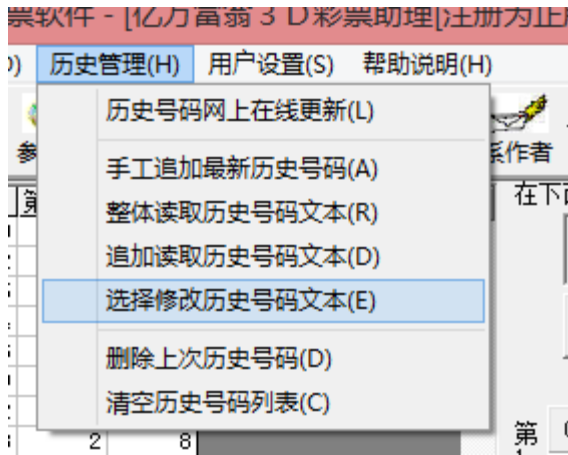 票软件 - [亿万富翁３Ｄ彩票助理[注册为正
) 历史管理(H) 用户设置(S) 帮助说明(H)
历史号码网上在线更新(L)
参
系作者
手工追加最新历史号码(A)
整体读取历史号码文本(R)
在下
追加读取历史号码文本(D)
选择修改历史号码文本(E)
删除上次历史号码(D)
清空历史号码列表(C)
2 8
第